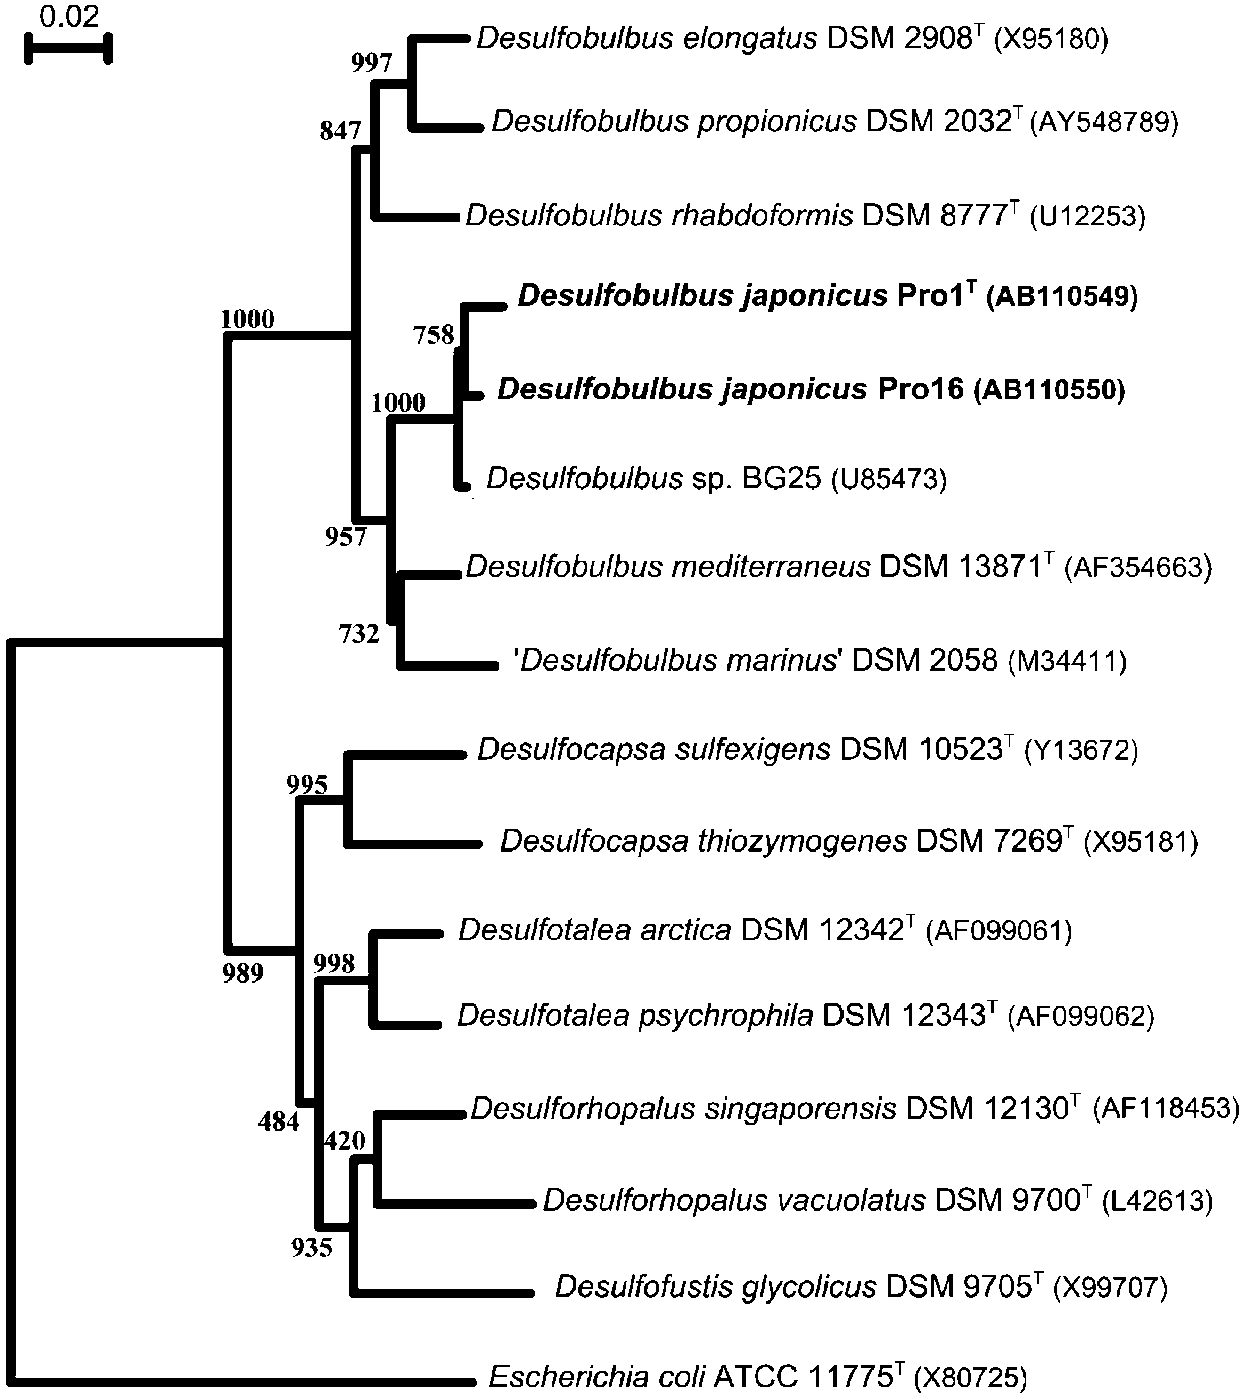 0.02
Desulfobulbus elongatus DSM 2908T (X95180)
997
Desulfobulbus propionicus DSM 2032T (AY548789)
847
Desulfobulbus rhabdoformis DSM 8777T (U12253)
Desulfobulbus japonicus Pro1T (AB110549)
1000
758
Desulfobulbus japonicus Pro16 (AB110550)
1000
Desulfobulbus sp. BG25 (U85473)
957
Desulfobulbus mediterraneus DSM 13871T (AF354663)
732
'Desulfobulbus marinus' DSM 2058 (M34411)
Desulfocapsa sulfexigens DSM 10523T (Y13672)
995
Desulfocapsa thiozymogenes DSM 7269T (X95181)
Desulfotalea arctica DSM 12342T (AF099061)
998
989
Desulfotalea psychrophila DSM 12343T (AF099062)
Desulforhopalus singaporensis DSM 12130T (AF118453)
484
420
Desulforhopalus vacuolatus DSM 9700T (L42613)
935
Desulfofustis glycolicus DSM 9705T (X99707)
Escherichia coli ATCC 11775T (X80725)